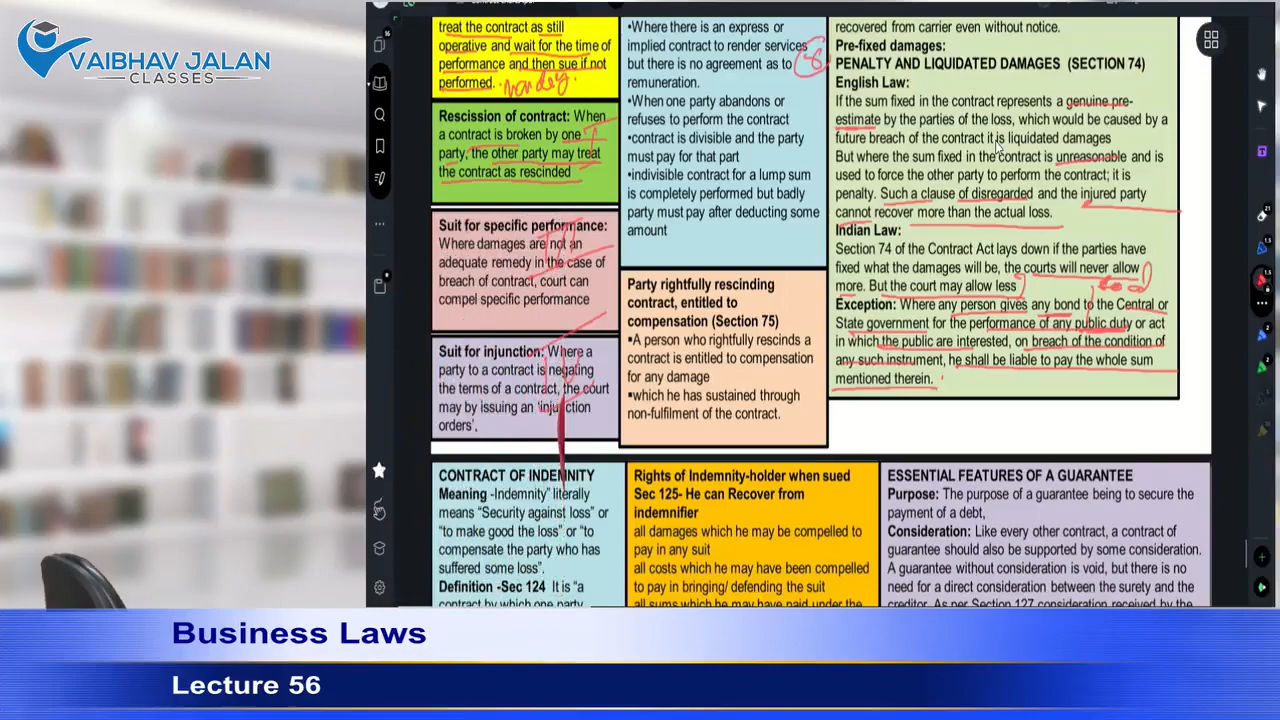 VAIBHAV JALAN
CLASSES
treat the contract as still
operative and wait for the time of
performance and then sue if not
performed.
Rescission of contract: When
a contract is broken by one
party, the other party may treat
the contract as rescinded
Suit for specific performance:
Where damages are not an
adequate remedy in the case of
breach of contract, court can
compel specific performance
Suit for injunction: Where a
party to a contract is negating
the terms of a contract, the court
may by issuing an 'injunction
orders',
•Where there is an express or
implied contract to render services
but there is no agreement as to
remuneration.
•When one party abandons or
refuses to perform the contract
•contract is divisible and the party
must pay for that part
•indivisible contract for a lump sum
is completely performed but badly
party must pay after deducting some
amount
Party rightfully rescinding
contract, entitled to
compensation (Section 75)
▪A person who rightfully rescinds a
contract is entitled to compensation
for any damage
▪which he has sustained through
non-fulfilment of the contract.
recovered from carrier even without notice.
Pre-fixed damages:
PENALTY AND LIQUIDATED DAMAGES (SECTION 74)
English Law:
If the sum fixed in the contract represents a genuine pre-
estimate by the parties of the loss, which would be caused by a
future breach of the contract it is liquidated damages
But where the sum fixed in the contract is unreasonable and is
used to force the other party to perform the contract; it is
penalty. Such a clause of disregarded and the injured party
cannot recover more than the actual loss.
Indian Law:
Section 74 of the Contract Act lays down if the parties have
fixed what the damages will be, the courts will never allow
more. But the court may allow less
Exception: Where any person gives any bond to the Central or
State government for the performance of any public duty or act
in which the public are interested, on breach of the condition of
any such instrument, he shall be liable to pay the whole sum
mentioned therein.
CONTRACT OF INDEMNITY
Meaning -Indemnity" literally
means "Security against loss" or
"to make good the loss" or "to
compensate the party who has
suffered some loss".
Definition -Sec 124 It is "a
contract by which one party
Rights of Indemnity-holder when sued
Sec 125- He can Recover from
indemnifier
all damages which he may be compelled to
pay in any suit
all costs which he may have been compelled
to pay in bringing/ defending the suit
all sums which he may have paid under the
ESSENTIAL FEATURES OF A GUARANTEE
Purpose: The purpose of a guarantee being to secure the
payment of a debt,
Consideration: Like every other contract, a contract of
guarantee should also be supported by some consideration.
A guarantee without consideration is void, but there is no
need for a direct consideration between the surety and the
creditor. As per Section 127 consideration received by the
Business Laws
Lecture 56